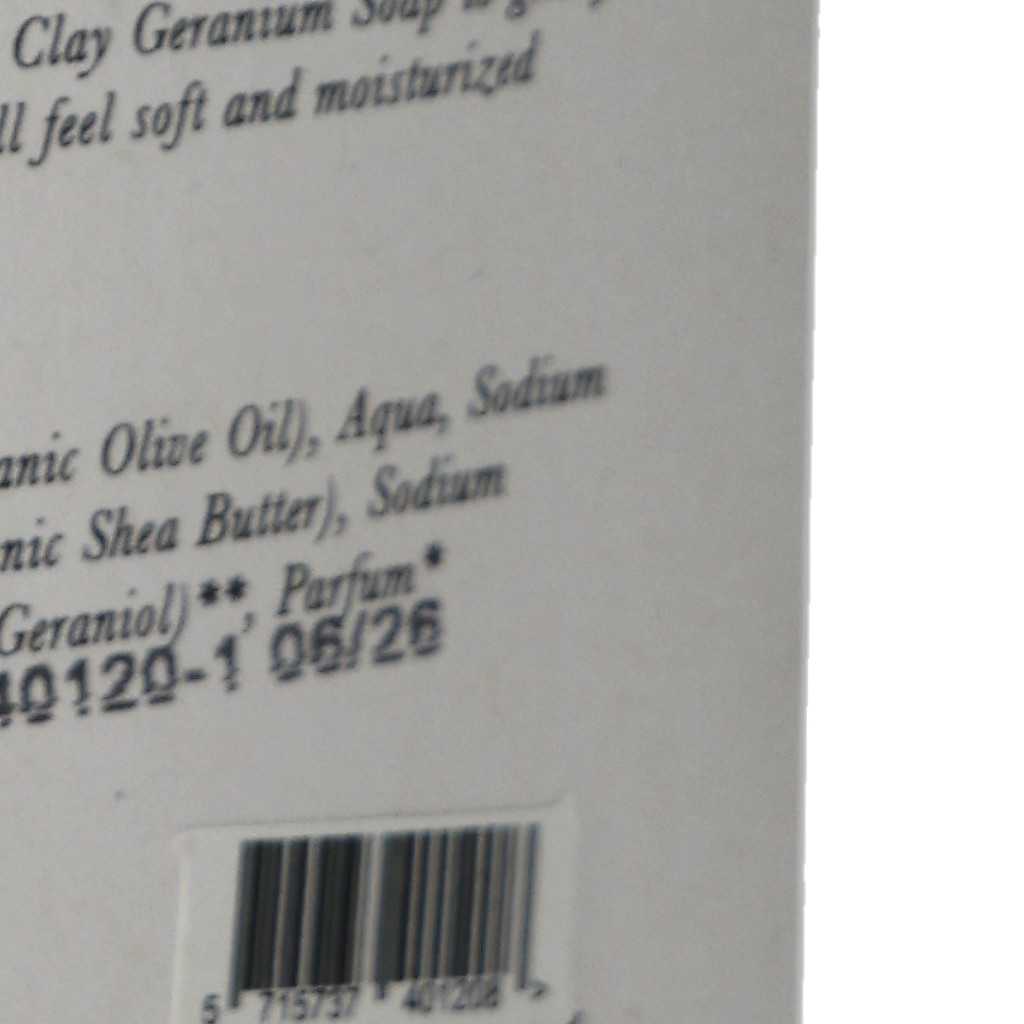 Clay Geranium Soap is
ll feel soft and moisturized
anic Olive Oil), Aqua, Sodium
nic Shea Butter), Sodium
Geraniol)**, Parfum*
40120-1 06/26
5 715737 401208 >